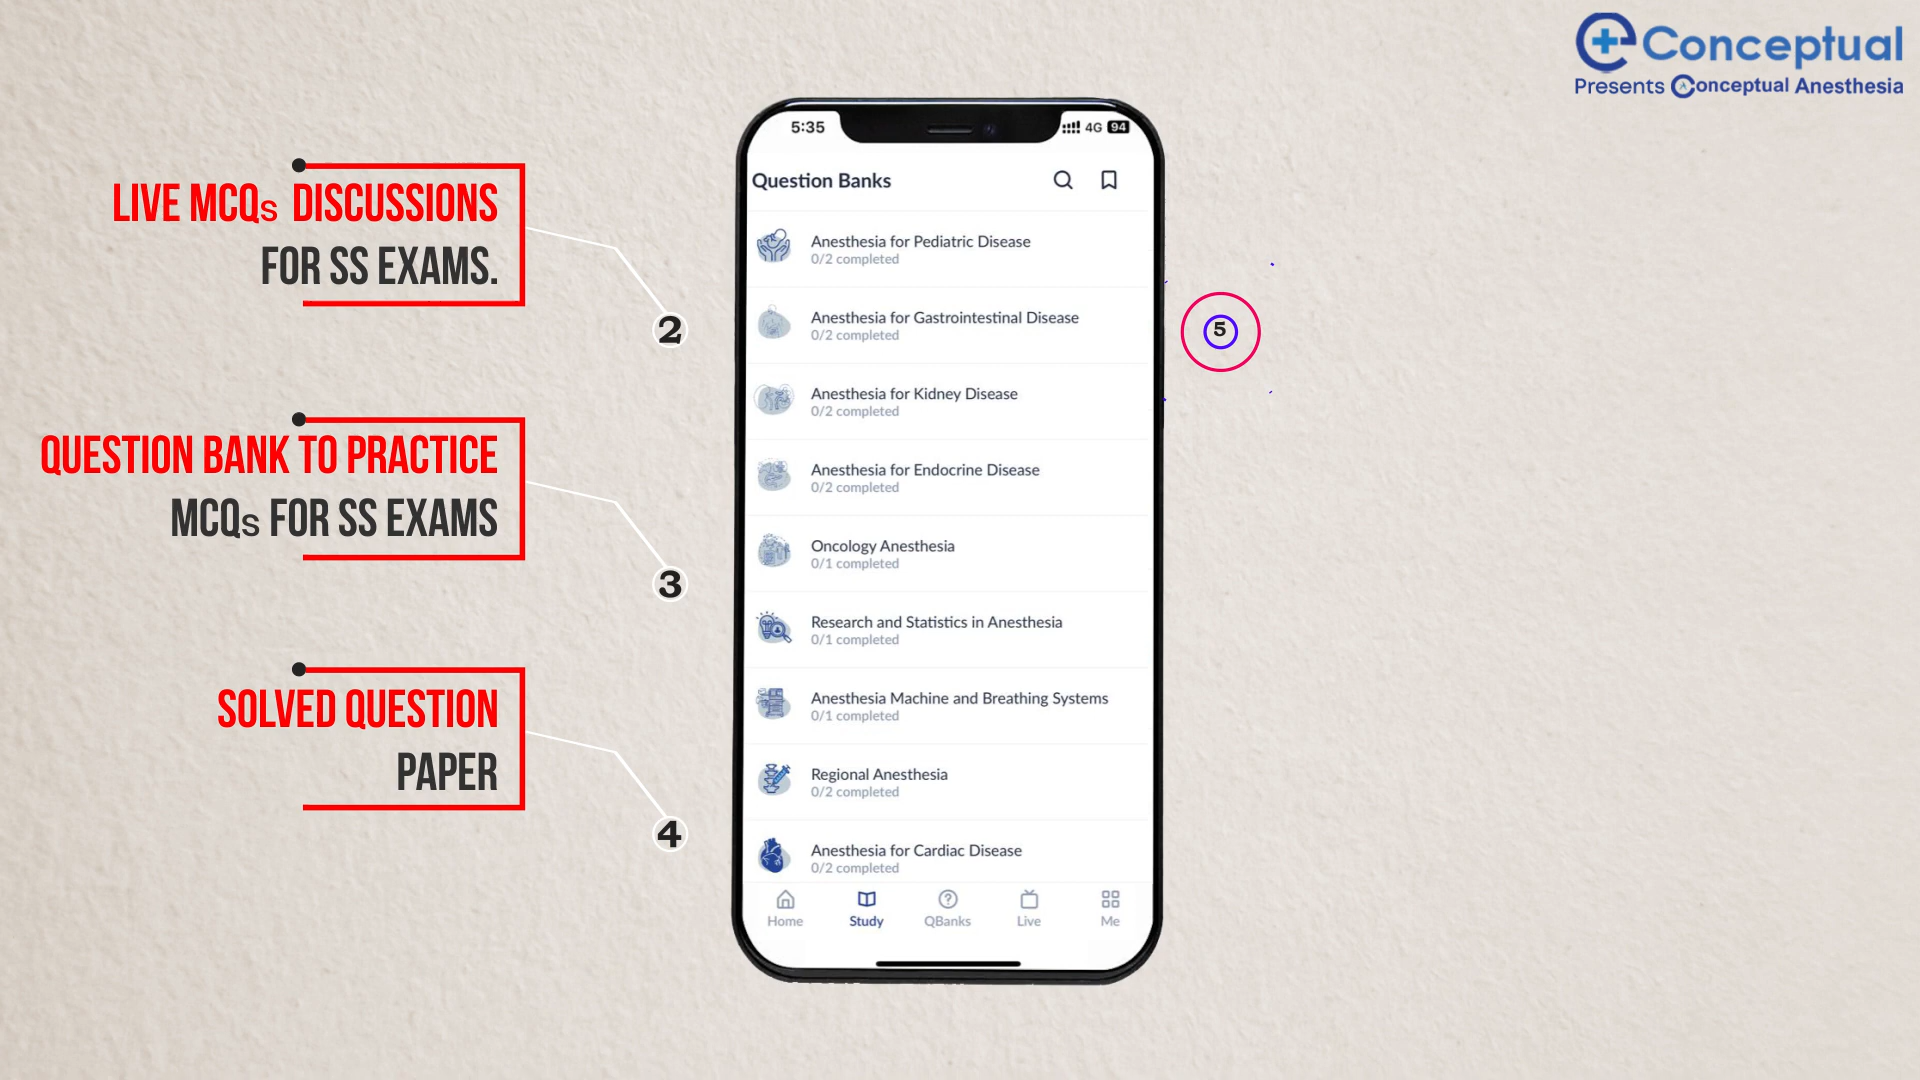 Conceptual
Presents Conceptual Anesthesia
LIVE MCQs DISCUSSIONS
FOR SS EXAMS.
2
QUESTION BANK TO PRACTICE
MCQs FOR SS EXAMS
3
SOLVED QUESTION
PAPER
4
5:35
4G 94
Question Banks
Anesthesia for Pediatric Disease
0/2 completed
Anesthesia for Gastrointestinal Disease
0/2 completed
Anesthesia for Kidney Disease
0/2 completed
Anesthesia for Endocrine Disease
0/2 completed
Oncology Anesthesia
0/1 completed
Research and Statistics in Anesthesia
0/1 completed
Anesthesia Machine and Breathing Systems
0/1 completed
Regional Anesthesia
0/2 completed
Anesthesia for Cardiac Disease
0/2 completed
Home Study QBanks Live Me
5